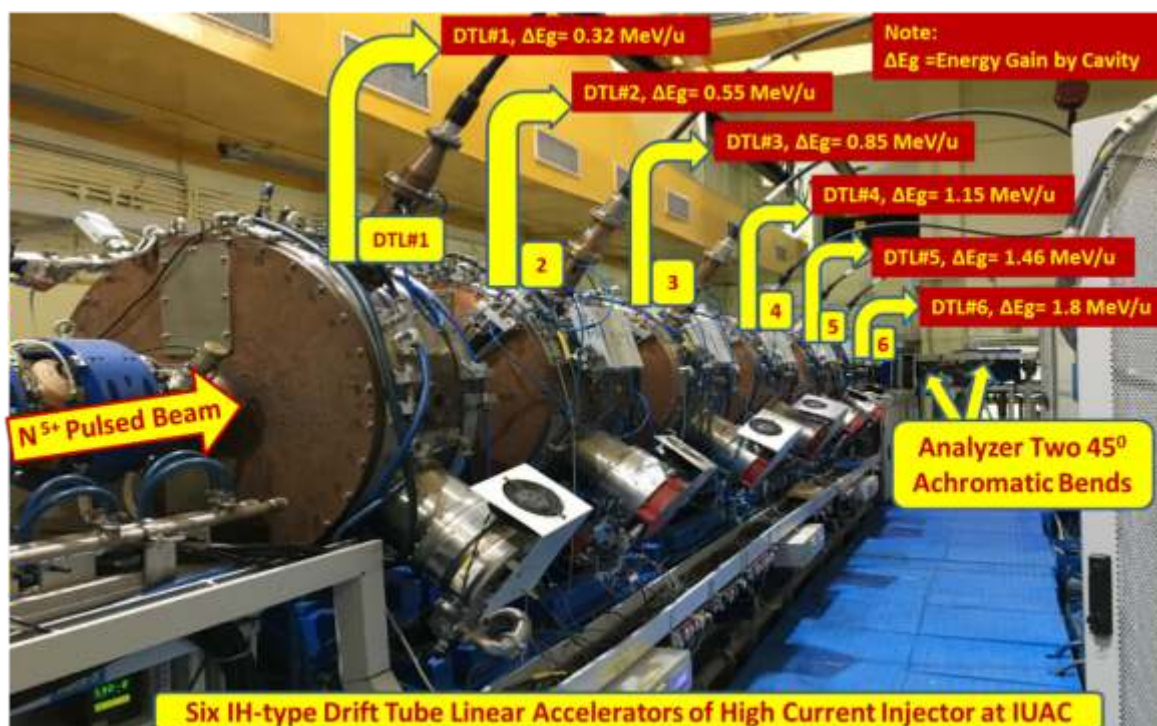 DTL#1, ΔEg= 0.32 MeV/u
Note:
ΔEg =Energy Gain by Cavity
DTL#2, ΔEg= 0.55 MeV/u
DTL#3, ΔEg= 0.85 MeV/u
DTL#4, ΔEg= 1.15 MeV/u
DTL#5, ΔEg= 1.46 MeV/u
DTL#6, ΔEg= 1.8 MeV/u
DTL#1
2
3
4
5
6
N⁵⁺ Pulsed Beam
Analyzer Two 45⁰
Achromatic Bends
Six IH-type Drift Tube Linear Accelerators of High Current Injector at IUAC